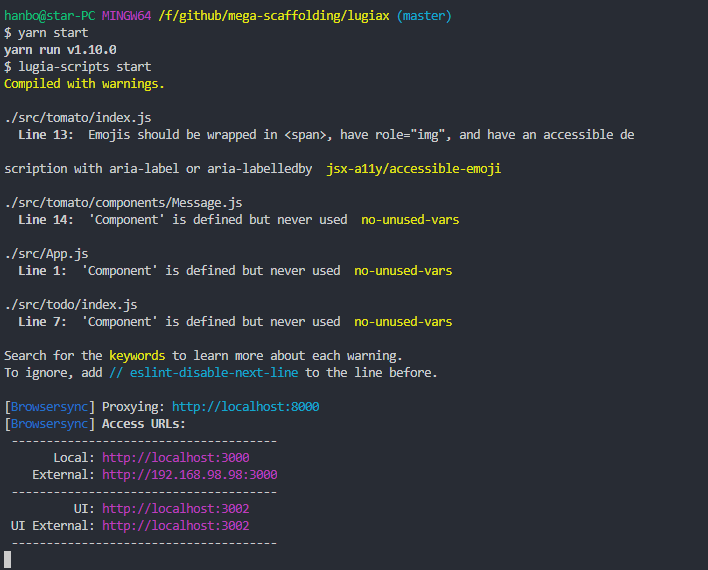 hanbo@star-PC MINGW64 /f/github/mega-scaffolding/lugiax (master)
$ yarn start
yarn run v1.10.0
$ lugia-scripts start
Compiled with warnings.
./src/tomato/index.js
Line 13: Emojis should be wrapped in <span>, have role="img", and have an accessible de
scription with aria-label or aria-labelledby jsx-a11y/accessible-emoji
./src/tomato/components/Message.js
Line 14: 'Component' is defined but never used no-unused-vars
./src/App.js
Line 1: 'Component' is defined but never used no-unused-vars
./src/todo/index.js
Line 7: 'Component' is defined but never used no-unused-vars
Search for the keywords to learn more about each warning.
To ignore, add // eslint-disable-next-line to the line before.
[Browsersync] Proxying: http://localhost:8000
[Browsersync] Access URLs:
--------------------------------------
Local: http://localhost:3000
External: http://192.168.98.98:3000
--------------------------------------
UI: http://localhost:3002
UI External: http://localhost:3002
--------------------------------------